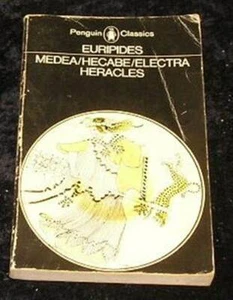 Penguin Classics
EURIPIDES
MEDEA/HECABE/ELECTRA
HERACLES